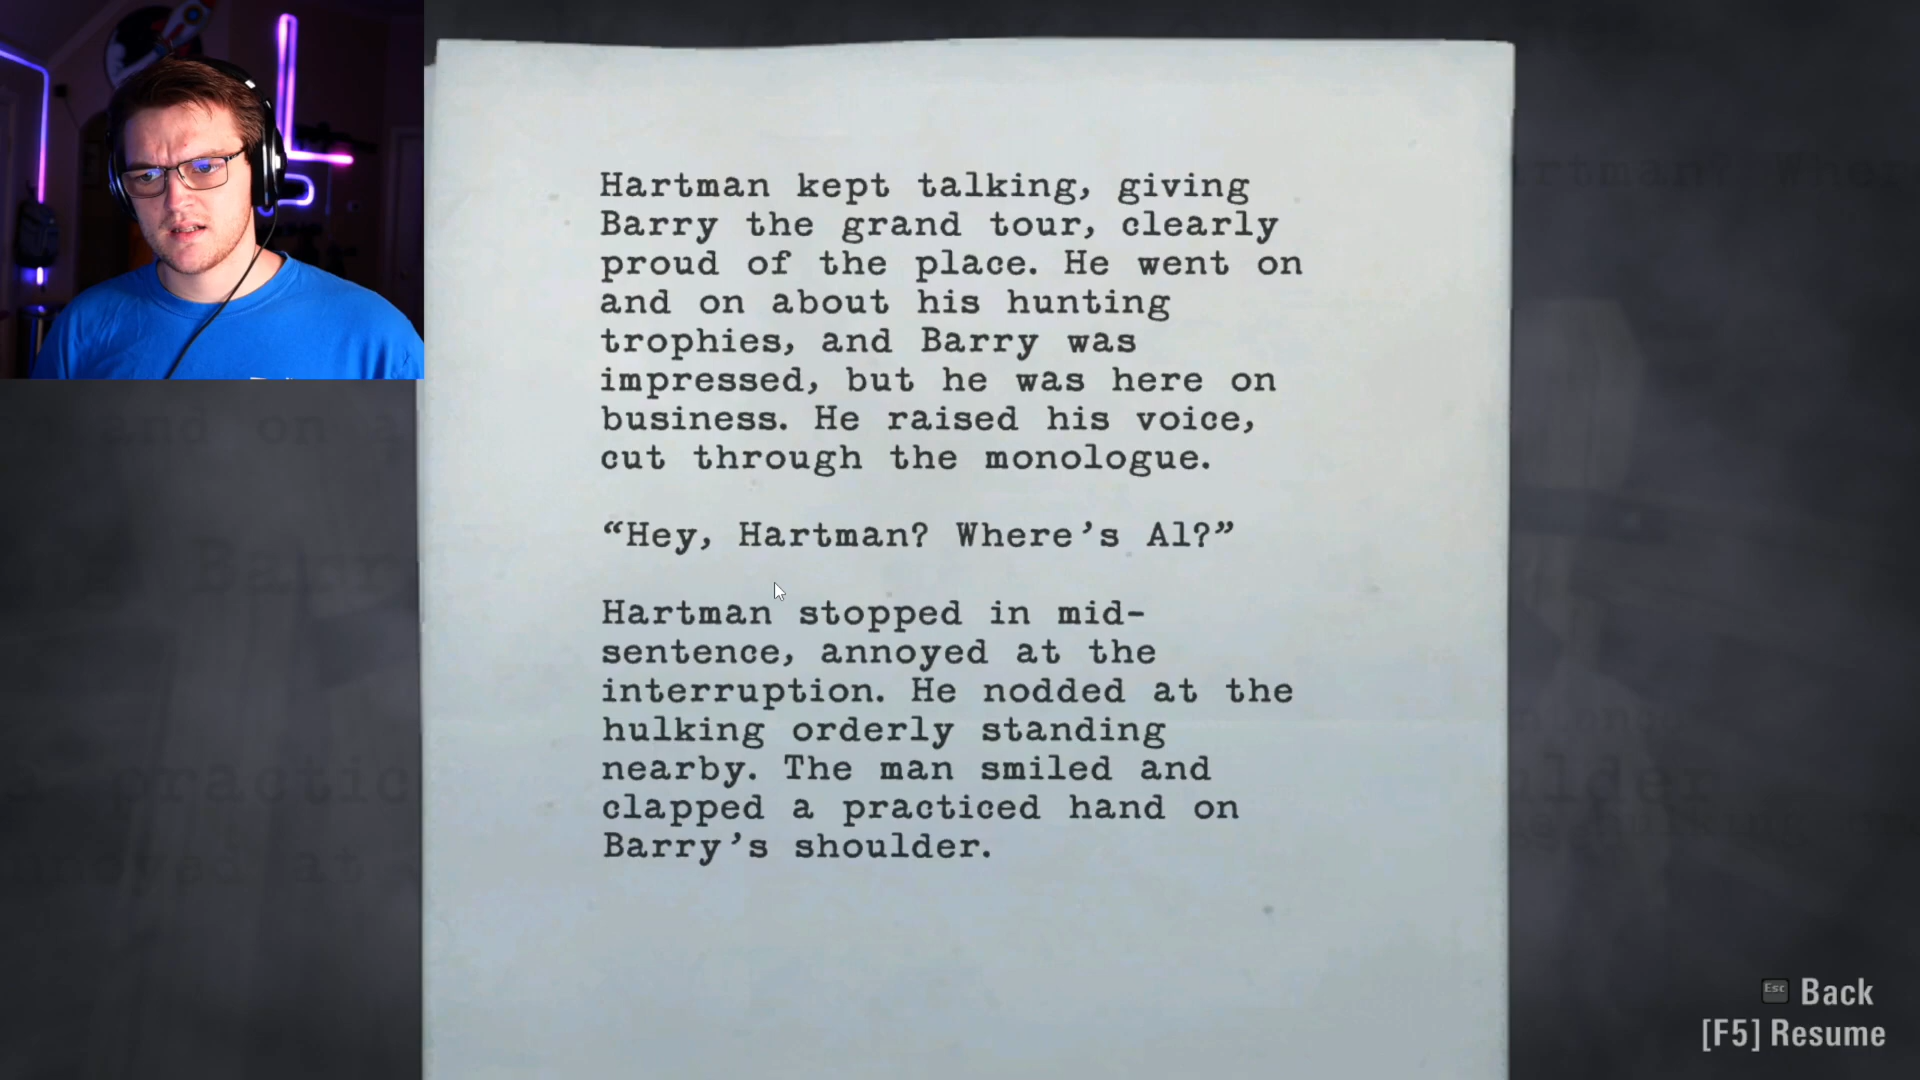 Hartman kept talking, giving
Barry the grand tour, clearly
proud of the place. He went on
and on about his hunting
trophies, and Barry was
impressed, but he was here on
business. He raised his voice,
cut through the monologue.
“Hey, Hartman? Where’s Al?”
Hartman stopped in mid-
sentence, annoyed at the
interruption. He nodded at the
hulking orderly standing
nearby. The man smiled and
clapped a practiced hand on
Barry’s shoulder.
Esc Back
[F5] Resume